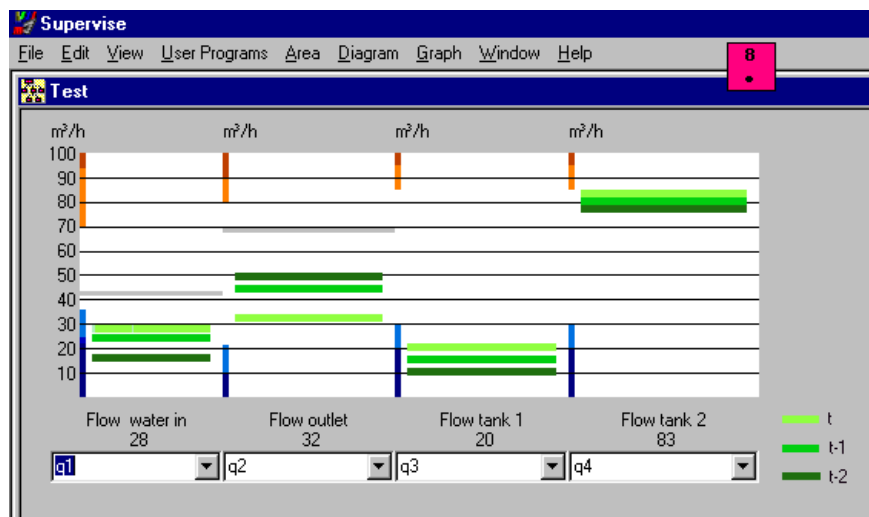 Supervise
File Edit View User Programs Area Diagram Graph Window Help
8
Test
m³/h m³/h m³/h m³/h
100
90
80
70
60
50
40
30
20
10
Flow water in Flow outlet Flow tank 1 Flow tank 2
28 32 20 83
q1 q2 q3 q4
t
t-1
t-2